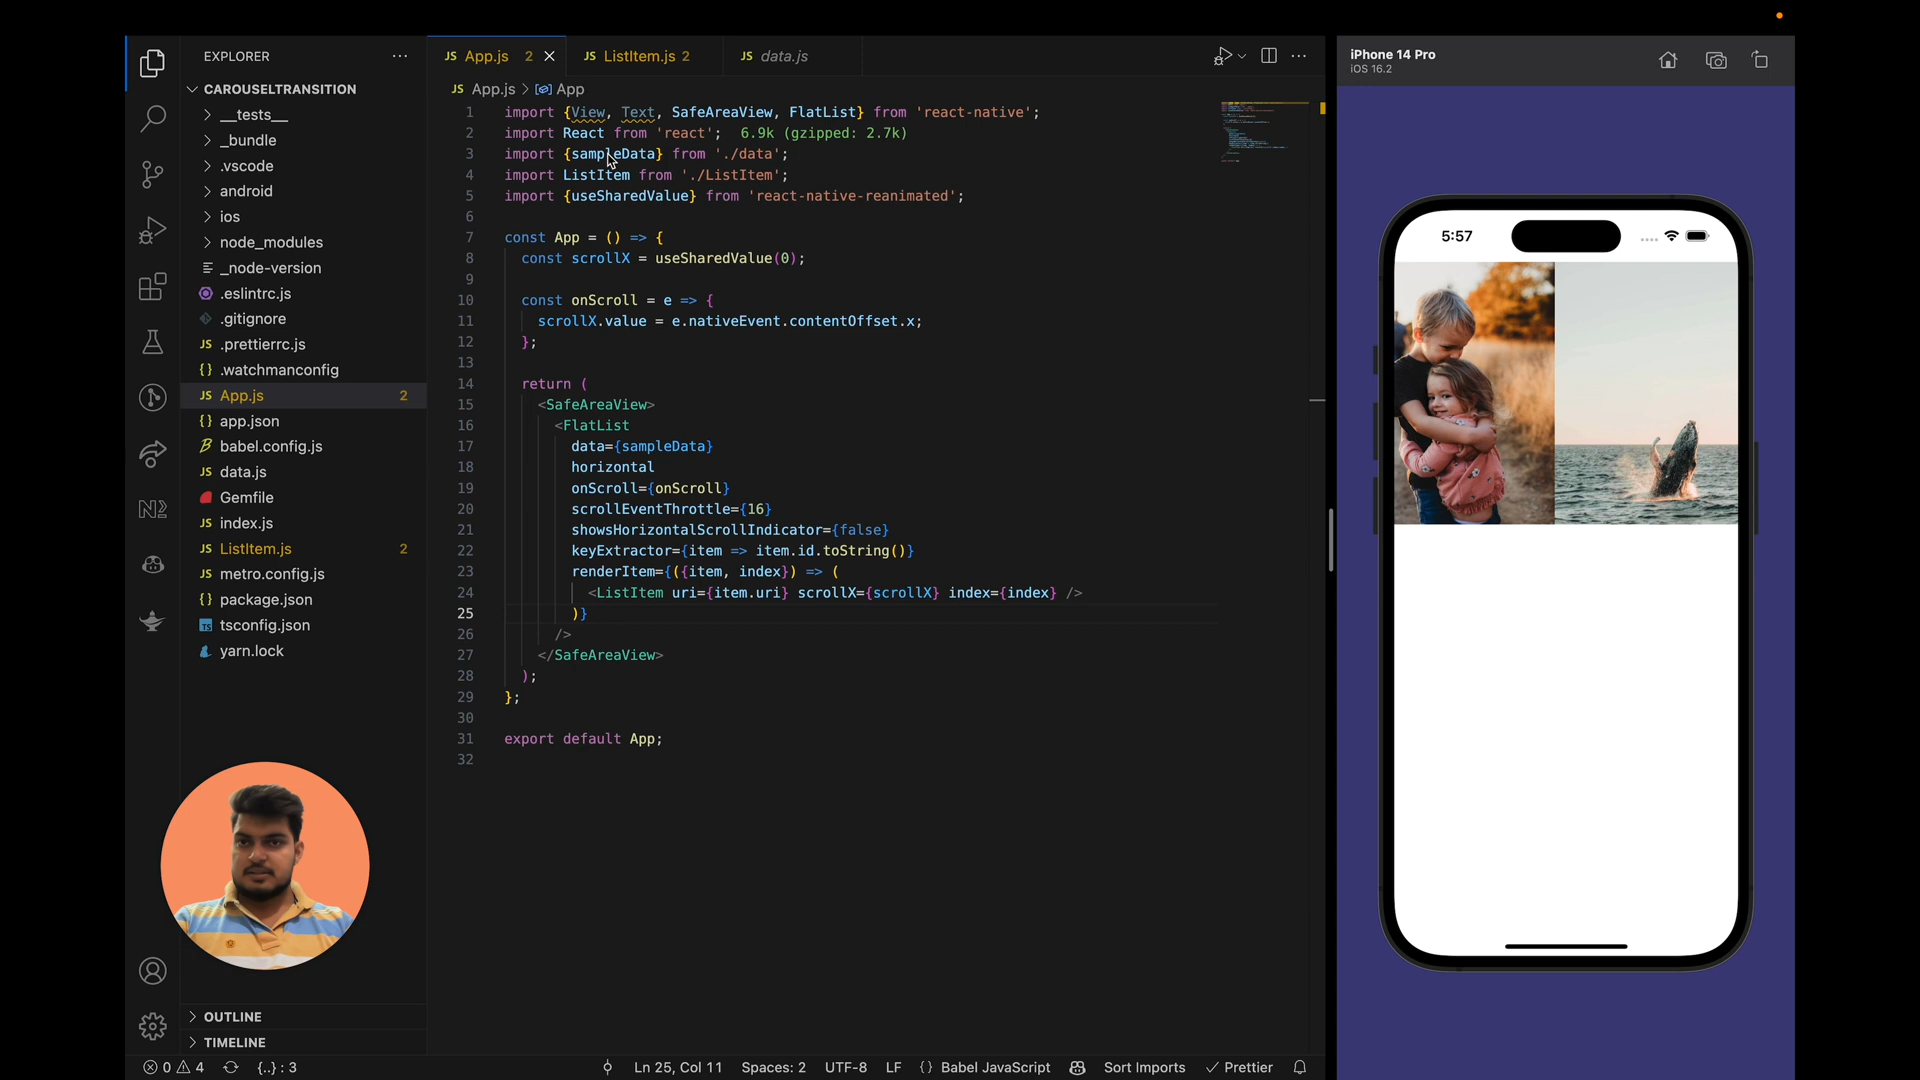 EXPLORER
CAROUSELTRANSITION
__tests__
_bundle
.vscode
android
ios
node_modules
_node-version
.eslintrc.js
.gitignore
JS .prettierrc.js
{} .watchmanconfig
JS App.js 2
{} app.json
babel.config.js
JS data.js
Gemfile
JS index.js
JS ListItem.js 2
JS metro.config.js
{} package.json
TS tsconfig.json
yarn.lock
OUTLINE
TIMELINE
JS App.js 2
JS ListItem.js 2
JS data.js
JS App.js > App
1 import {View, Text, SafeAreaView, FlatList} from 'react-native';
2 import React from 'react'; 6.9k (gzipped: 2.7k)
3 import {sampleData} from './data';
4 import ListItem from './ListItem';
5 import {useSharedValue} from 'react-native-reanimated';
6
7 const App = () => {
8 const scrollX = useSharedValue(0);
9
10 const onScroll = e => {
11 scrollX.value = e.nativeEvent.contentOffset.x;
12 };
13
14 return (
15 <SafeAreaView>
16 <FlatList
17 data={sampleData}
18 horizontal
19 onScroll={onScroll}
20 scrollEventThrottle={16}
21 showsHorizontalScrollIndicator={false}
22 keyExtractor={item => item.id.toString()}
23 renderItem={({item, index}) => (
24 <ListItem uri={item.uri} scrollX={scrollX} index={index} />
25 )}
26 />
27 </SafeAreaView>
28 );
29 };
30
31 export default App;
32
iPhone 14 Pro
iOS 16.2
5:57
0 4 {..} : 3 Ln 25, Col 11 Spaces: 2 UTF-8 LF {} Babel JavaScript Sort Imports Prettier